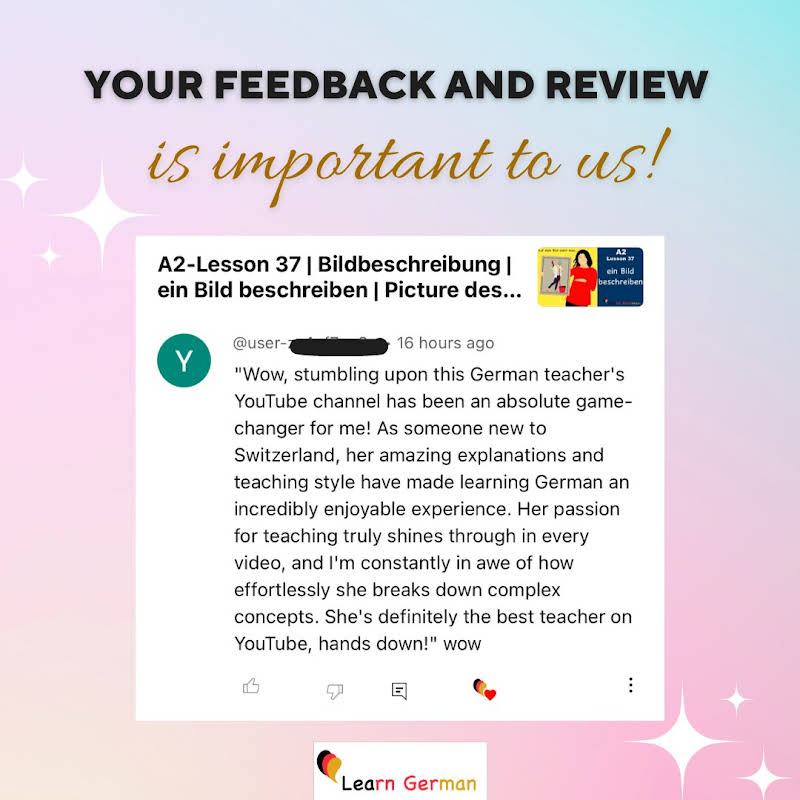 YOUR FEEDBACK AND REVIEW
is important to us!
A2-Lesson 37 | Bildbeschreibung |
ein Bild beschreiben | Picture des...
A2
Lesson 37
ein Bild
beschreiben
Y
@user- 16 hours ago
"Wow, stumbling upon this German teacher's
YouTube channel has been an absolute game-
changer for me! As someone new to
Switzerland, her amazing explanations and
teaching style have made learning German an
incredibly enjoyable experience. Her passion
for teaching truly shines through in every
video, and I'm constantly in awe of how
effortlessly she breaks down complex
concepts. She's definitely the best teacher on
YouTube, hands down!" wow
Learn German